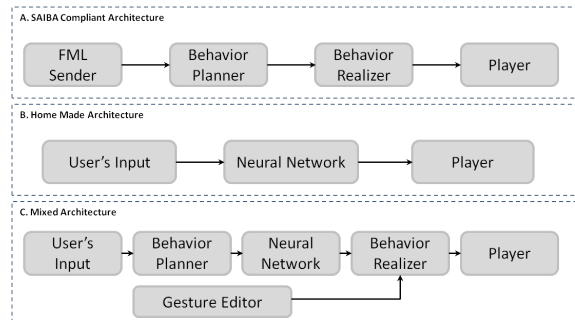 A. SAIBA Compliant Architecture
FML
Sender
Behavior
Planner
Behavior
Realizer
Player
B. Home Made Architecture
User's Input
Neural Network
Player
C. Mixed Architecture
User's
Input
Behavior
Planner
Neural
Network
Behavior
Realizer
Player
Gesture Editor